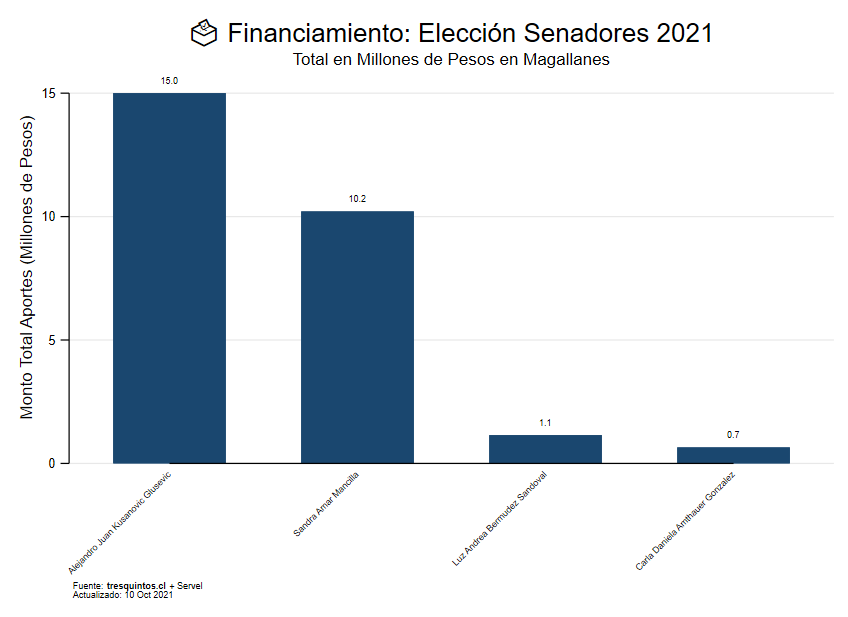 Financiamiento: Elección Senadores 2021
Total en Millones de Pesos en Magallanes
Monto Total Aportes (Millones de Pesos)
15
10
5
0
15.0
10.2
1.1
0.7
Alejandro Juan Kusanovic Glusevic
Sandra Amar Mancilla
Luz Andrea Bermudez Sandoval
Carla Daniela Amthauer Gonzalez
Fuente: tresquintos.cl + Servel
Actualizado: 10 Oct 2021